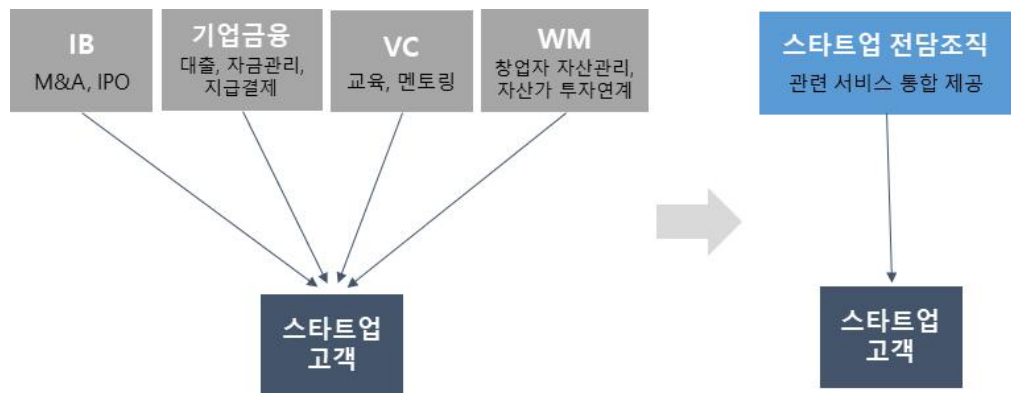 IB
M&A, IPO
기업금융
대출, 자금관리,
지급결제
VC
교육, 멘토링
WM
창업자 자산관리,
자산가 투자연계
스타트업
고객
스타트업 전담조직
관련 서비스 통합 제공
스타트업
고객